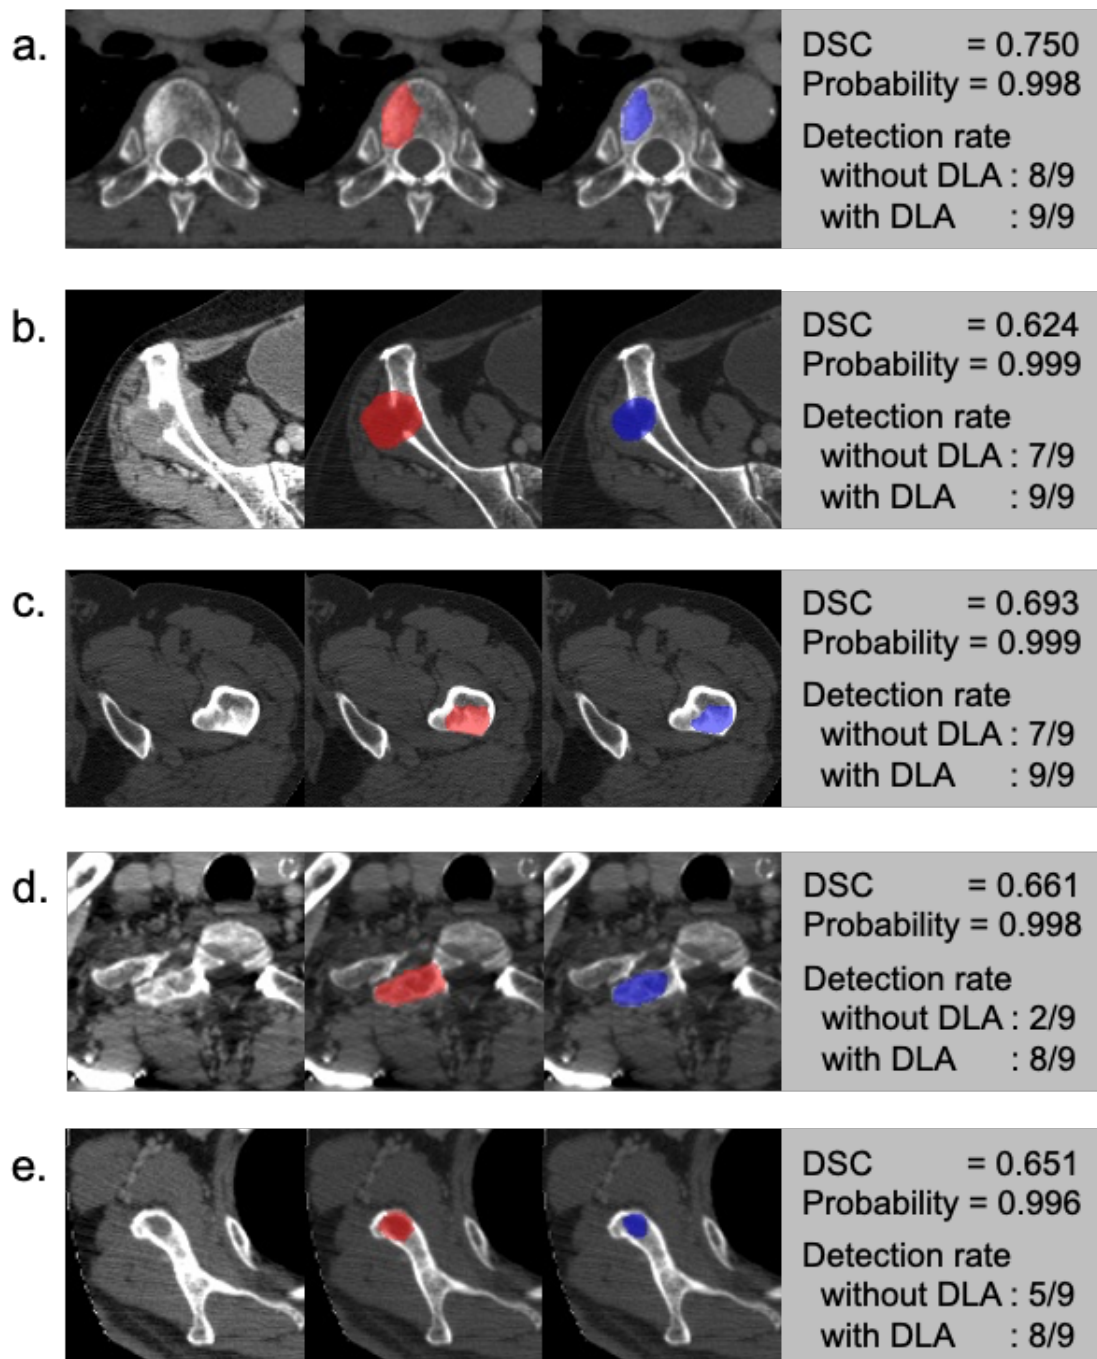 a.
DSC = 0.750
Probability = 0.998
Detection rate
without DLA : 8/9
with DLA : 9/9
b.
DSC = 0.624
Probability = 0.999
Detection rate
without DLA : 7/9
with DLA : 9/9
c.
DSC = 0.693
Probability = 0.999
Detection rate
without DLA : 7/9
with DLA : 9/9
d.
DSC = 0.661
Probability = 0.998
Detection rate
without DLA : 2/9
with DLA : 8/9
e.
DSC = 0.651
Probability = 0.996
Detection rate
without DLA : 5/9
with DLA : 8/9